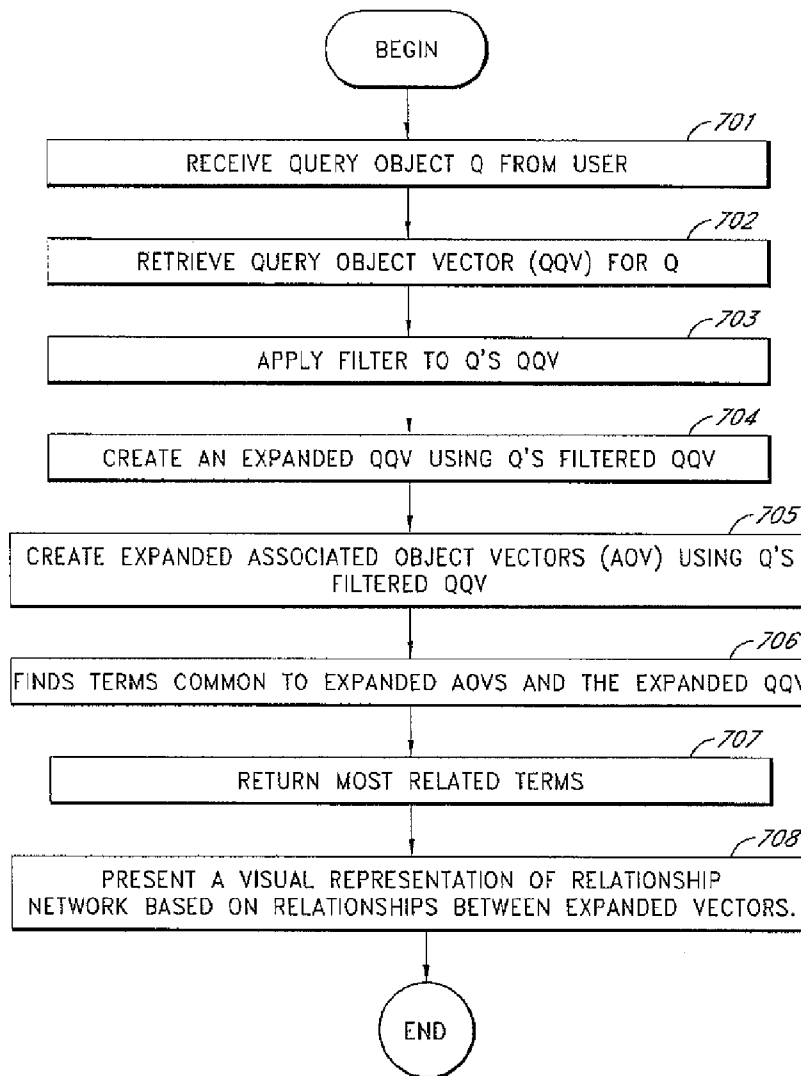 BEGIN
701
RECEIVE QUERY OBJECT Q FROM USER
702
RETRIEVE QUERY OBJECT VECTOR (QQV) FOR Q
703
APPLY FILTER TO Q'S QQV
704
CREATE AN EXPANDED QQV USING Q'S FILTERED QQV
705
CREATE EXPANDED ASSOCIATED OBJECT VECTORS (AOV) USING Q'S
FILTERED QQV
706
FINDS TERMS COMMON TO EXPANDED AOVS AND THE EXPANDED QQV
707
RETURN MOST RELATED TERMS
708
PRESENT A VISUAL REPRESENTATION OF RELATIONSHIP
NETWORK BASED ON RELATIONSHIPS BETWEEN EXPANDED VECTORS.
END